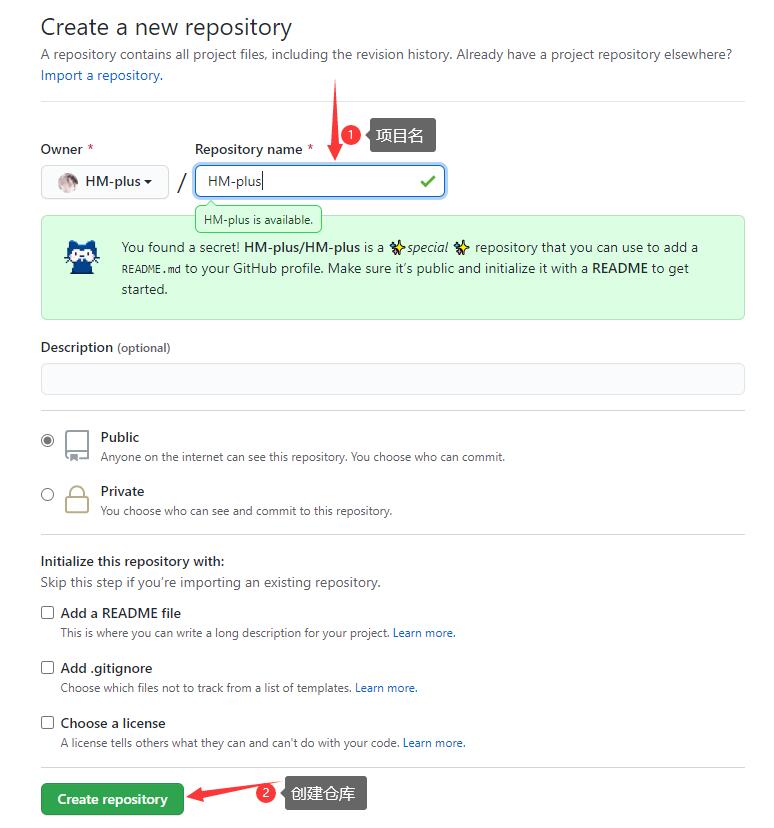 Create a new repository
A repository contains all project files, including the revision history. Already have a project repository elsewhere?
Import a repository.
1 项目名
Owner * Repository name *
HM-plus / HM-plus
HM-plus is available.
You found a secret! HM-plus/HM-plus is a ✨special ✨ repository that you can use to add a
README.md to your GitHub profile. Make sure it's public and initialize it with a README to get
started.
Description (optional)
Public
Anyone on the internet can see this repository. You choose who can commit.
Private
You choose who can see and commit to this repository.
Initialize this repository with:
Skip this step if you're importing an existing repository.
Add a README file
This is where you can write a long description for your project. Learn more.
Add .gitignore
Choose which files not to track from a list of templates. Learn more.
Choose a license
A license tells others what they can and can't do with your code. Learn more.
Create repository 2 创建仓库